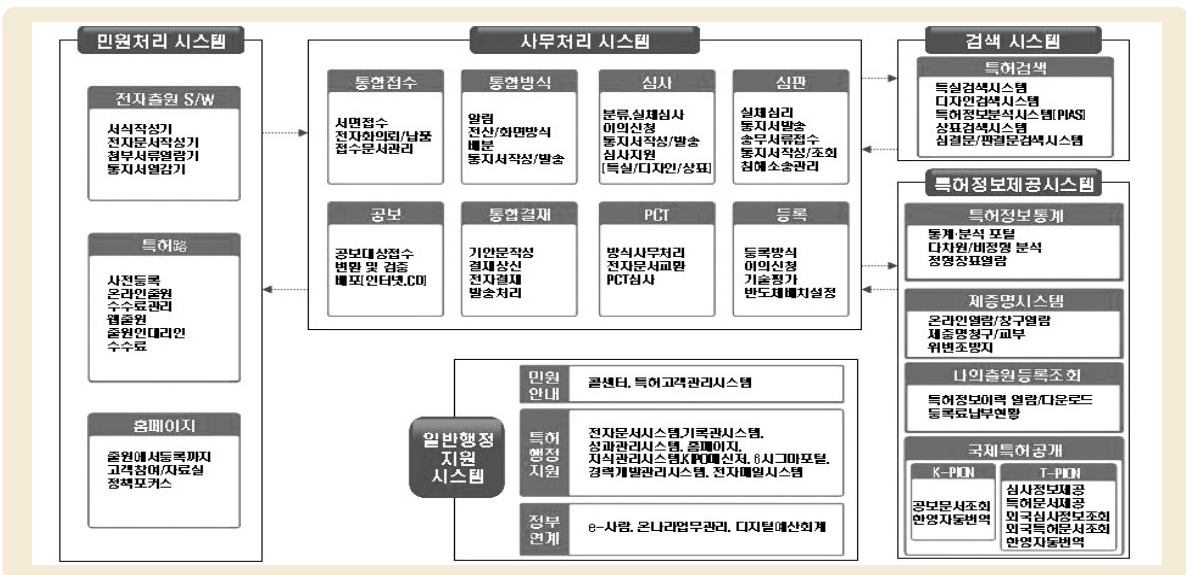 민원처리 시스템
전자출원 S/W
서식작성기
전자문서작성기
첨부서류열람기
통지서열람기
특허路
사전등록
온라인출원
수수료관리
웹출원
출원인대리인
수수료
홈페이지
출원에서등록까지
고객참여/자료실
정책포커스
사무처리 시스템
통합접수
서면접수
전자화의뢰/납품
접수문서관리
통합방식
알림
전산/화면방식
배분
통지서작성/발송
심사
분류,실체심사
이의신청
통지서작성/발송
심사지원
[특실/디자인/상표]
심판
실체심리
통지서발송
송무서류접수
통지서작성/조회
침해소송관리
공보
공보대상접수
변환 및 검증
배포(인터넷,CD)
통합결재
기안문작성
결재상신
전자결재
발송처리
PCT
방식사무처리
전자문서교환
PCT심사
등록
등록방식
이의신청
기술평가
반도체배치설정
일반행정
지원
시스템
민원
안내
콜센터, 특허고객관리시스템
특허
행정
지원
전자문서시스템,기록관시스템,
성과관리시스템, 홈페이지,
지식관리시스템,KIPO메신저, 6시그마포털,
경력개발관리시스템, 전자메일시스템
정부
연계
e-사람, 온나라업무관리, 디지털예산회계
검색 시스템
특허검색
특실검색시스템
디자인검색시스템
특허정보분석시스템[PIAS]
상표검색시스템
심결문/판결문검색시스템
특허정보제공시스템
특허정보통계
통계·분석 포털
다차원/비정형 분석
정형장표열람
제증명시스템
온라인열람/창구열람
제증명청구/교부
위변조방지
나의출원등록조회
특허정보이력 열람/다운로드
등록료납부현황
국제특허공개
K-PION
공보문서조회
한영자동번역
T-PION
심사정보제공
특허문서제공
외국심사정보조회
외국특허문서조회
한영자동번역